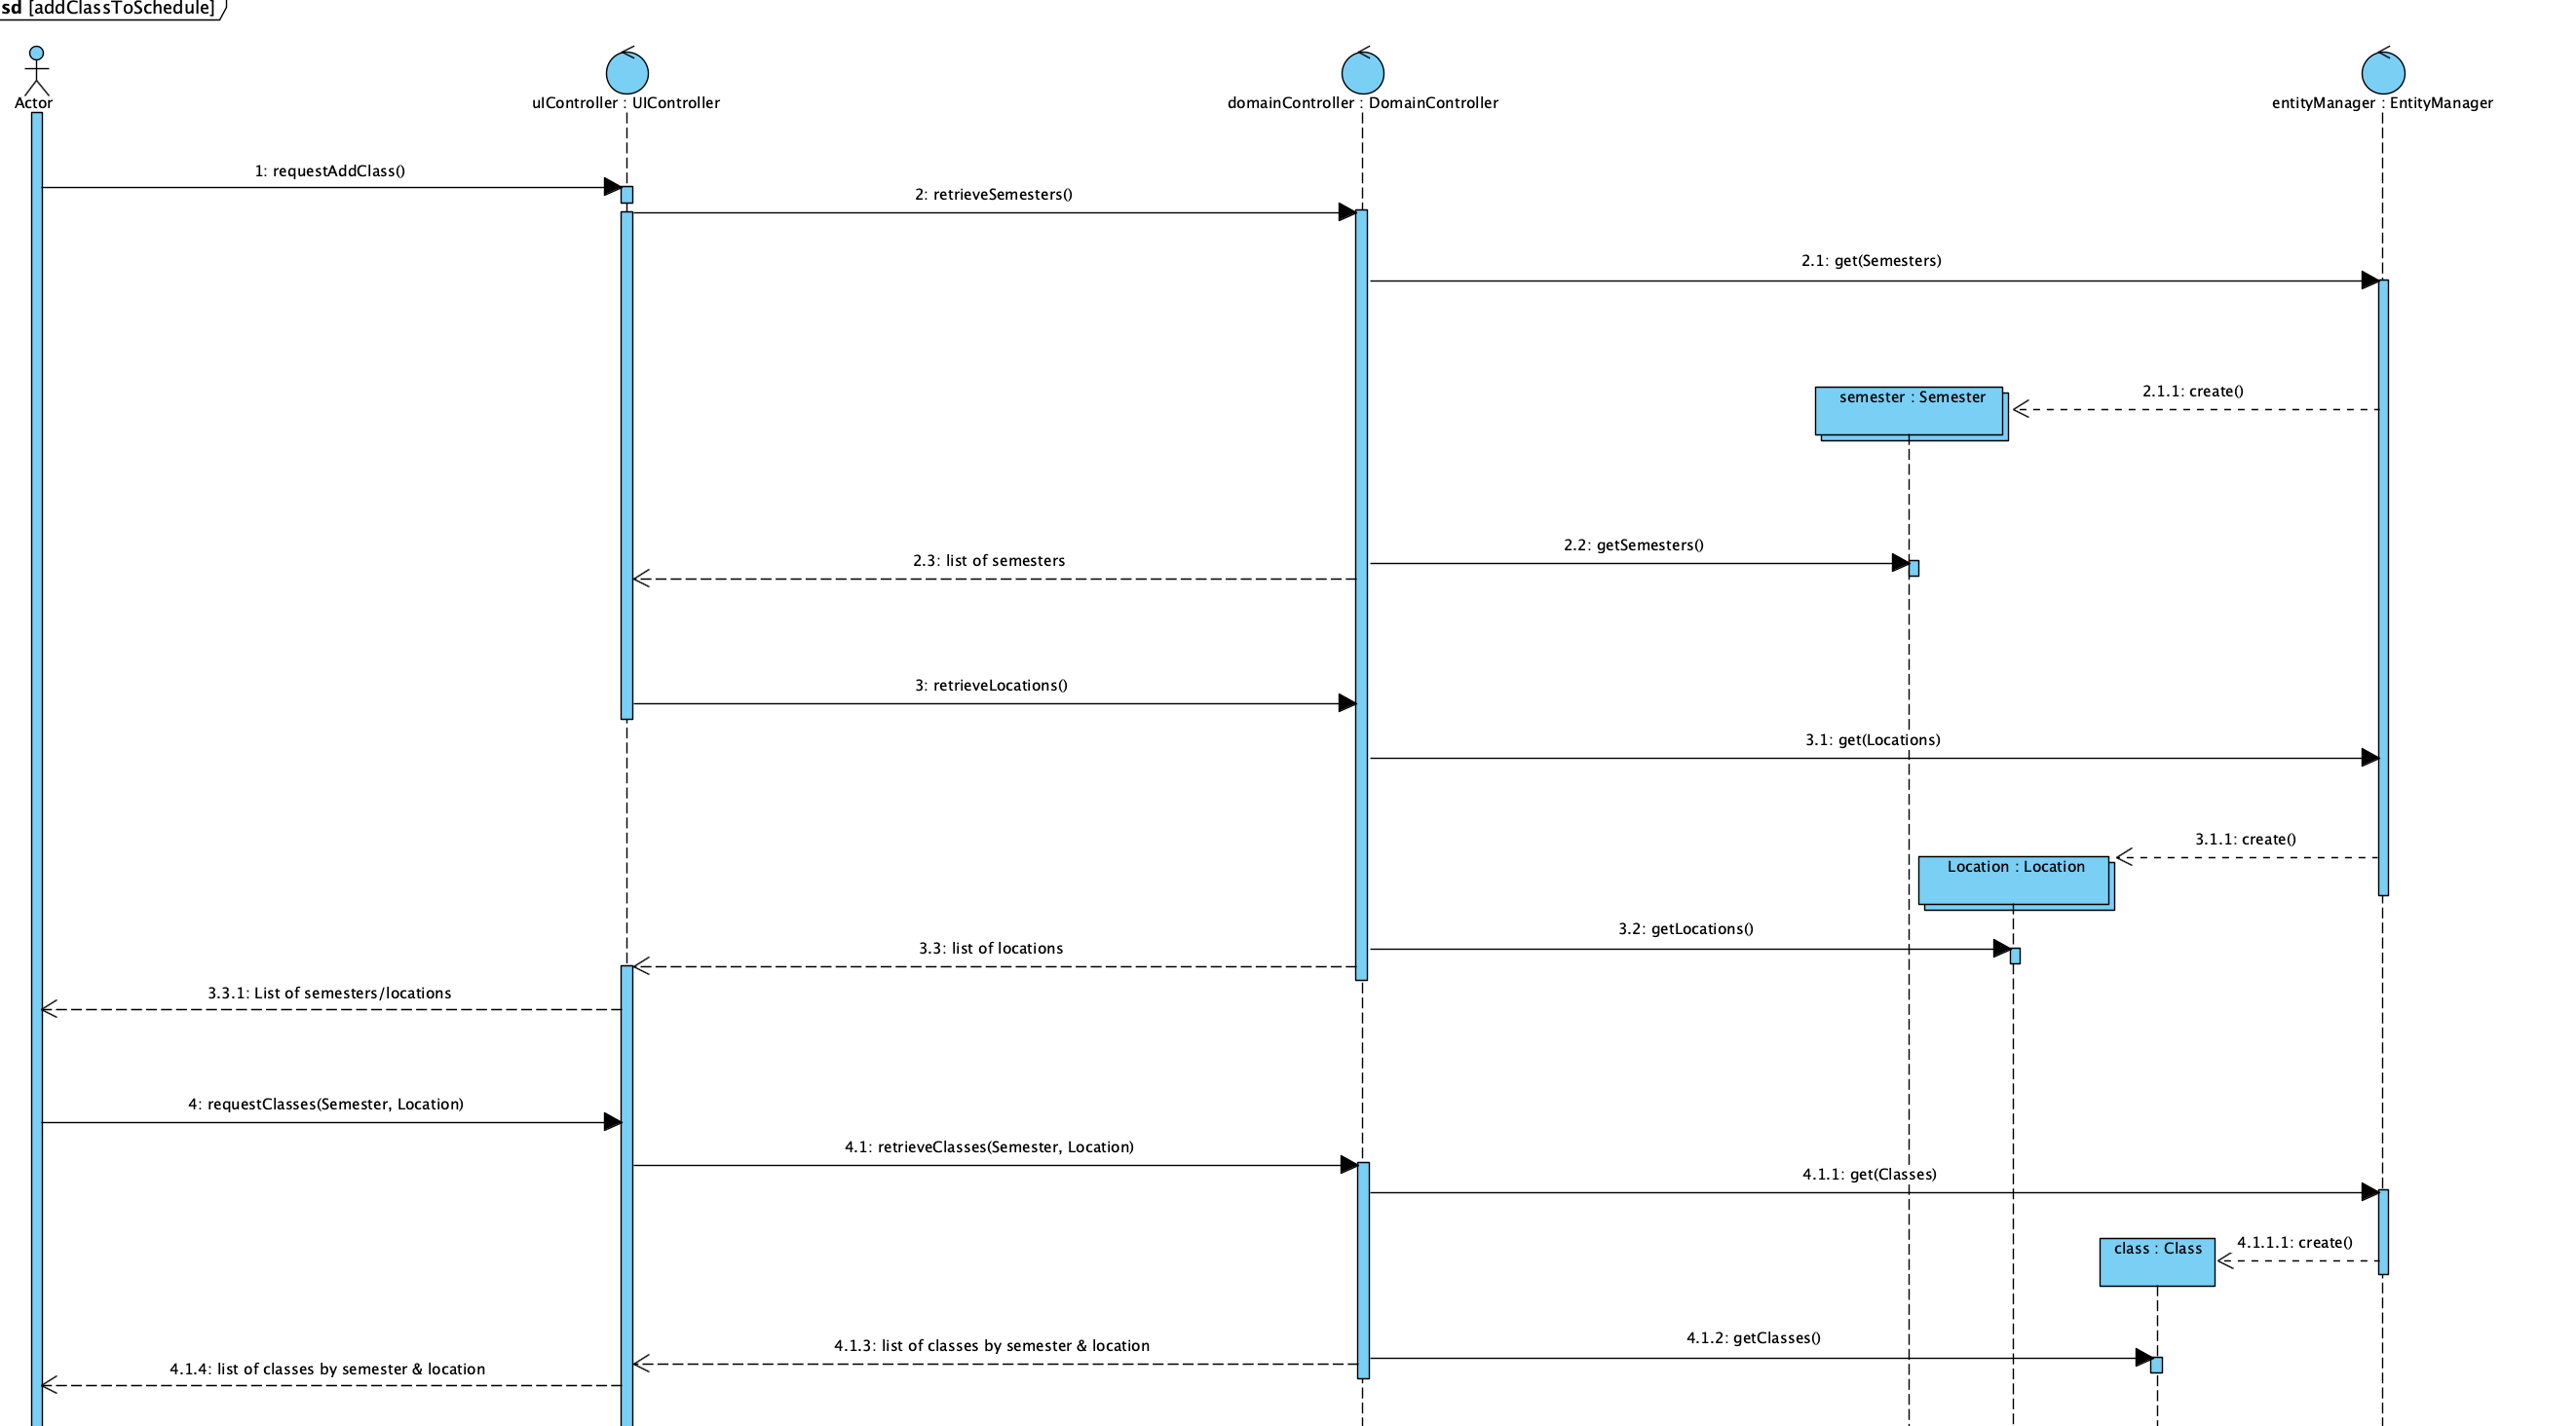 sd [addClassToSchedule]
Actor
uIController : UIController
domainController : DomainController
entityManager : EntityManager
1: requestAddClass()
2: retrieveSemesters()
2.1: get(Semesters)
semester : Semester
2.1.1: create()
2.2: getSemesters()
2.3: list of semesters
3: retrieveLocations()
3.1: get(Locations)
3.1.1: create()
Location : Location
3.2: getLocations()
3.3: list of locations
3.3.1: List of semesters/locations
4: requestClasses(Semester, Location)
4.1: retrieveClasses(Semester, Location)
4.1.1: get(Classes)
4.1.1.1: create()
class : Class
4.1.2: getClasses()
4.1.3: list of classes by semester & location
4.1.4: list of classes by semester & location